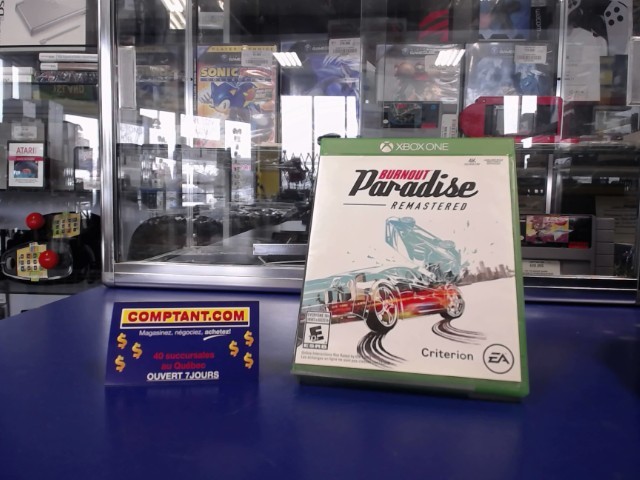 SONIC
ATARI
XBOX ONE
BURNOUT
Paradise
REMASTERED
COMPTANT.COM
Magasinez, négociez, achetez!
40 succursales
au Québec
OUVERT 7JOURS
E
ESRB
Criterion
EA